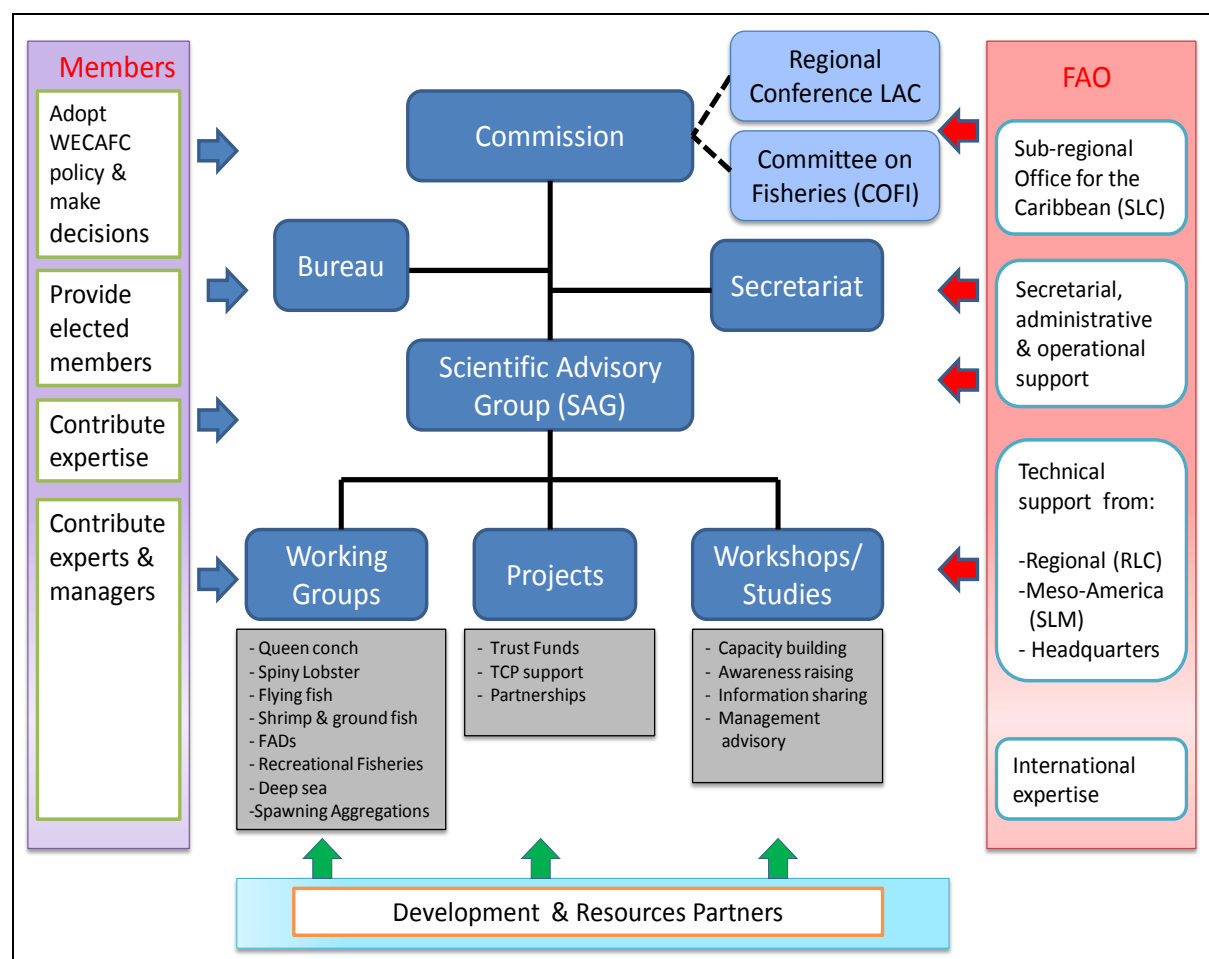 Members
Adopt
WECAFC
policy &
make
decisions
Provide
elected
members
Contribute
expertise
Contribute
experts &
managers
Commission
Regional
Conference LAC
Committee on
Fisheries (COFI)
Bureau
Secretariat
Scientific Advisory
Group (SAG)
Working
Groups
Projects
Workshops/
Studies
- Queen conch
- Spiny Lobster
- Flying fish
- Shrimp & ground fish
- FADs
- Recreational Fisheries
- Deep sea
-Spawning Aggregations
- Trust Funds
- TCP support
- Partnerships
- Capacity building
- Awareness raising
- Information sharing
- Management
advisory
FAO
Sub-regional
Office for the
Caribbean (SLC)
Secretarial,
administrative
& operational
support
Technical
support from:
-Regional (RLC)
-Meso-America
(SLM)
- Headquarters
International
expertise
Development & Resources Partners